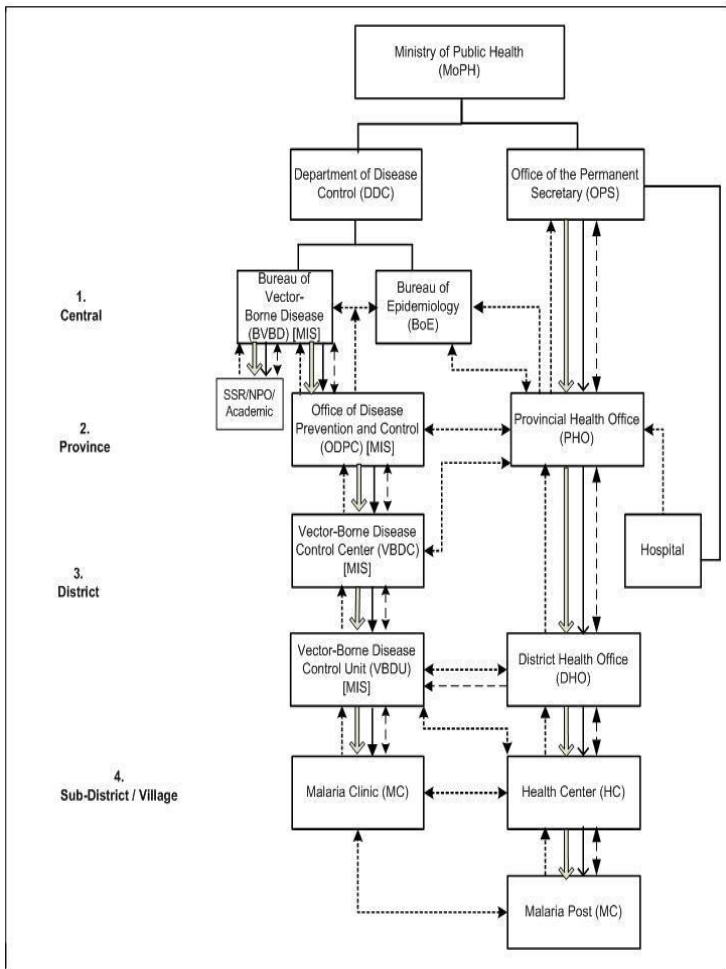 Ministry of Public Health
(MoPH)
Department of Disease
Control (DDC)
Office of the Permanent
Secretary (OPS)
1.
Central
Bureau of
Vector-
Borne Disease
(BVBD) [MIS]
Bureau of
Epidemiology
(BoE)
SSR/NPO/
Academic
2.
Province
Office of Disease
Prevention and Control
(ODPC) [MIS]
Provincial Health Office
(PHO)
Vector-Borne Disease
Control Center (VBDC)
[MIS]
Hospital
3.
District
Vector-Borne Disease
Control Unit (VBDU)
[MIS]
District Health Office
(DHO)
4.
Sub-District / Village
Malaria Clinic (MC)
Health Center (HC)
Malaria Post (MC)